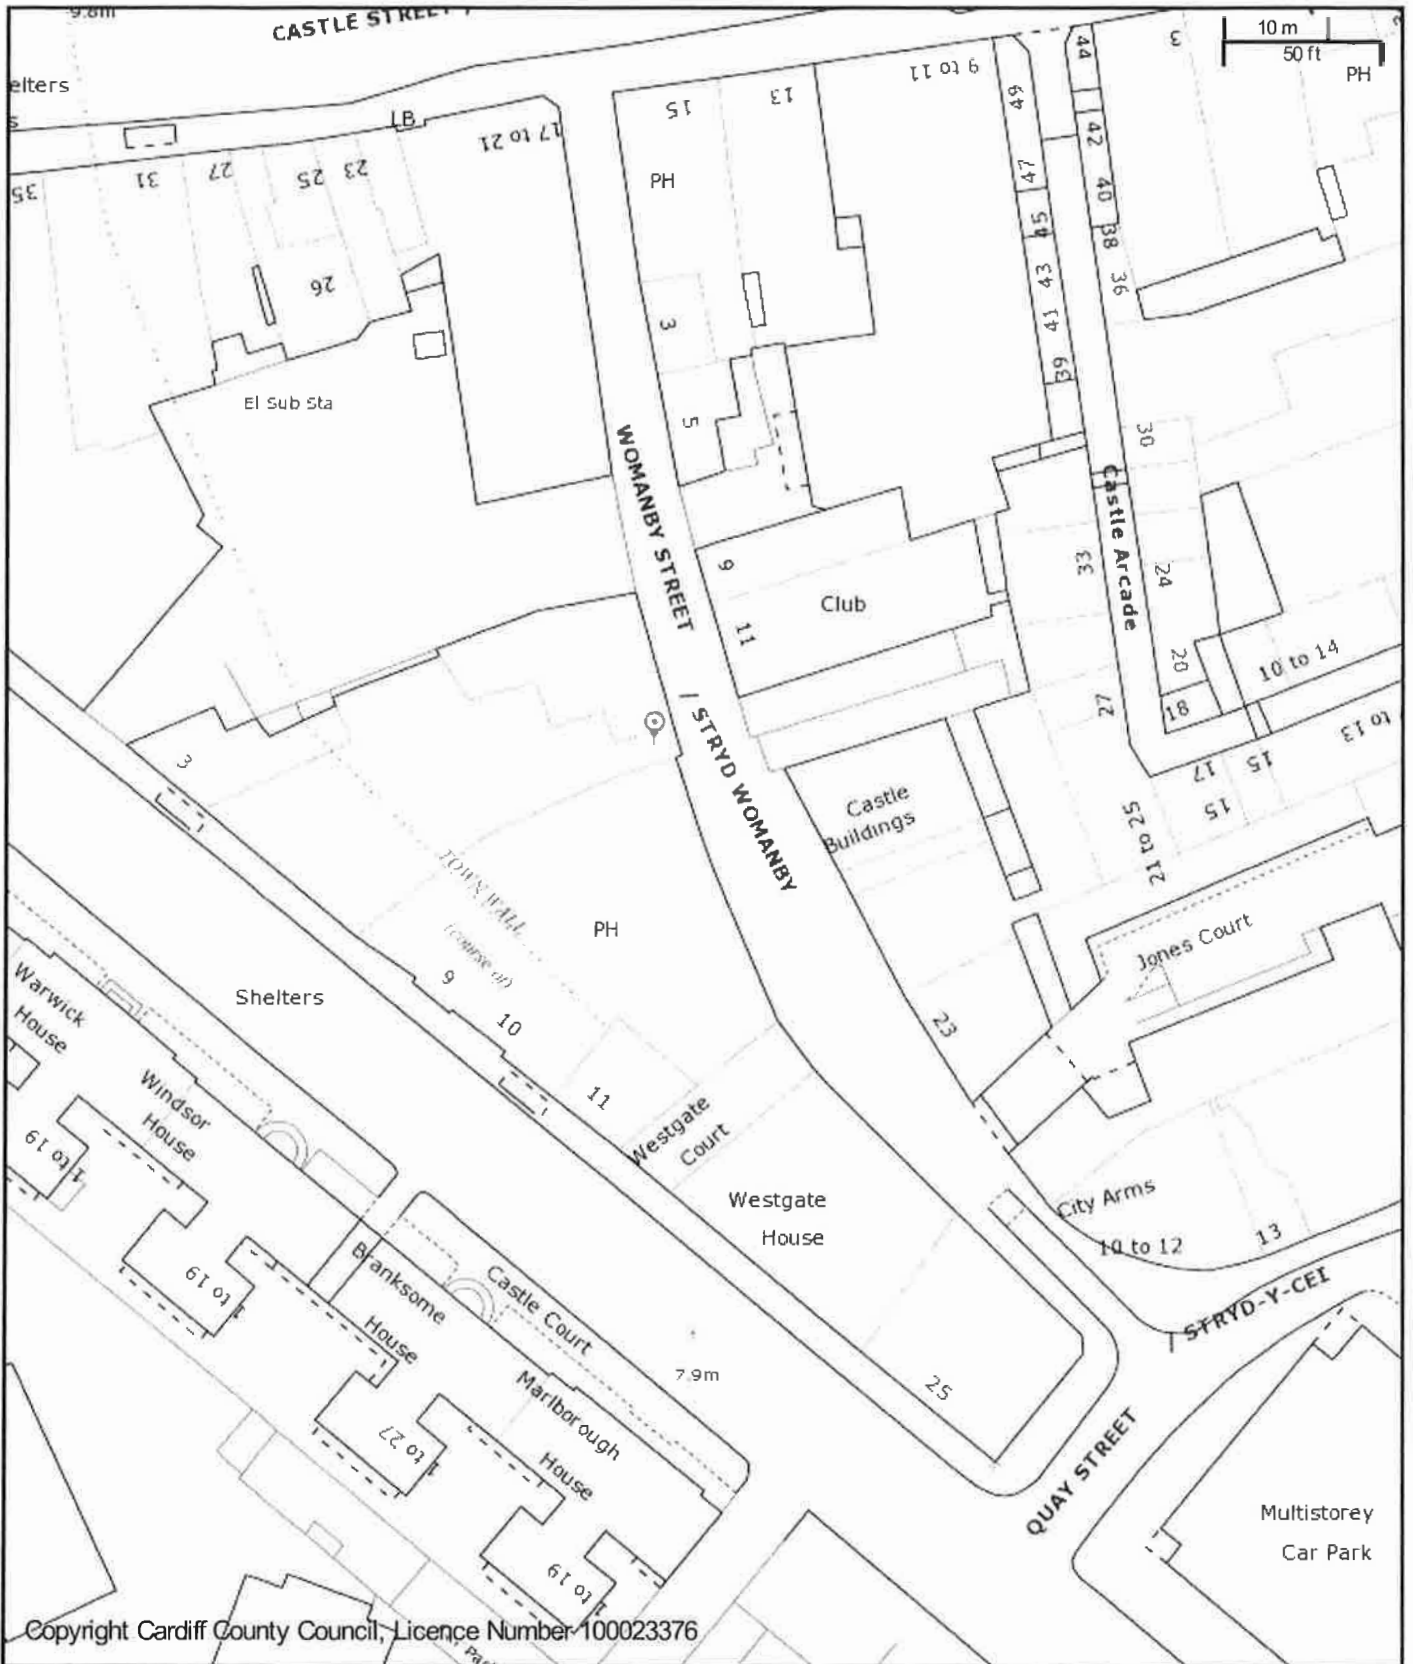 9.8m
CASTLE STREET /
10 m
50 ft
PH
elters
s
LB
35
31
27
25
23
17 to 21
15
13
9 to 11
3
PH
49
44
42
47
40
45
38
43
36
41
39
26
3
5
El Sub Sta
30
WOMANBY STREET
/ STRYD WOMANBY
Castle Arcade
9
11
Club
33
24
20
18
10 to 14
27
13
to
17
15
15
21 to 25
3
Castle
Buildings
TOWN WALL
(course of)
PH
Jones Court
9
10
11
23
Shelters
Warwick
House
Windsor
House
1 to 19
Westgate
Court
Westgate
House
City Arms
10 to 12
13
1 to 19
Branksome
House
Castle Court
7.9m
25
STRYD-Y-CEI
/
QUAY STREET
Marlborough
House
1 to 27
1 to 19
Multistorey
Car Park
Copyright Cardiff County Council, Licence Number 100023376